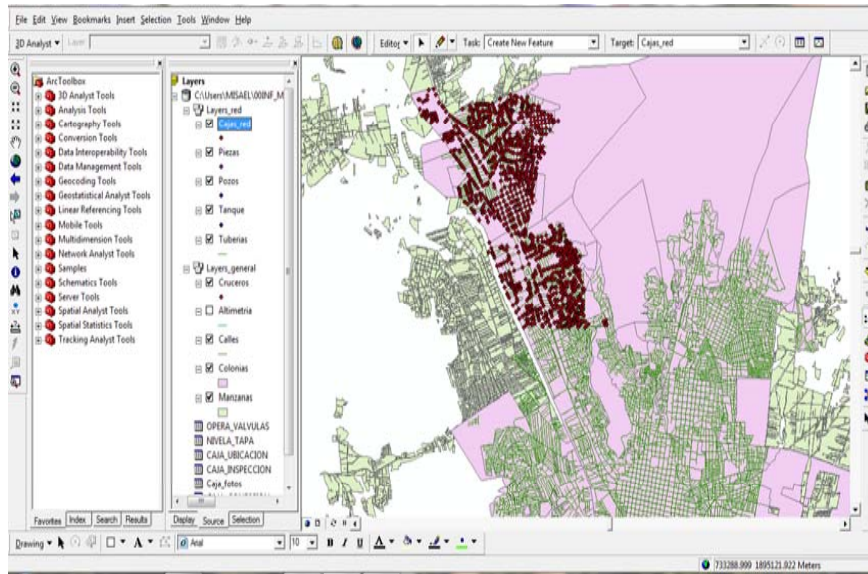 File Edit View Bookmarks Insert Selection Tools Window Help
3D Analyst Layer: Editor Task: Create New Feature Target: Cajas_red
ArcToolbox
3D Analyst Tools
Analysis Tools
Cartography Tools
Conversion Tools
Data Interoperability Tools
Data Management Tools
Geocoding Tools
Geostatistical Analyst Tools
Linear Referencing Tools
Mobile Tools
Multidimension Tools
Network Analyst Tools
Samples
Schematics Tools
Server Tools
Spatial Analyst Tools
Spatial Statistics Tools
Tracking Analyst Tools
Favorites Index Search Results
Layers
C:\Users\MISAEL\00INF_M
Layers_red
Cajas_red
Piezas
Pozos
Tanque
Tuberias
Layers_general
Cruceros
Altimetria
Calles
Colonias
Manzanas
OPERA_VALVULAS
NIVELA_TAPA
CAJA_UBICACION
CAJA_INSPECCION
Caja_fotos
Display Source Selection
Drawing A Arial 10 B I U A
733288.999 1895121.922 Meters